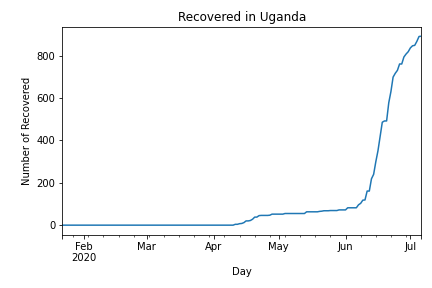 Recovered in Uganda
Number of Recovered
800
600
400
200
0
Feb
2020
Mar
Apr
May
Jun
Jul
Day